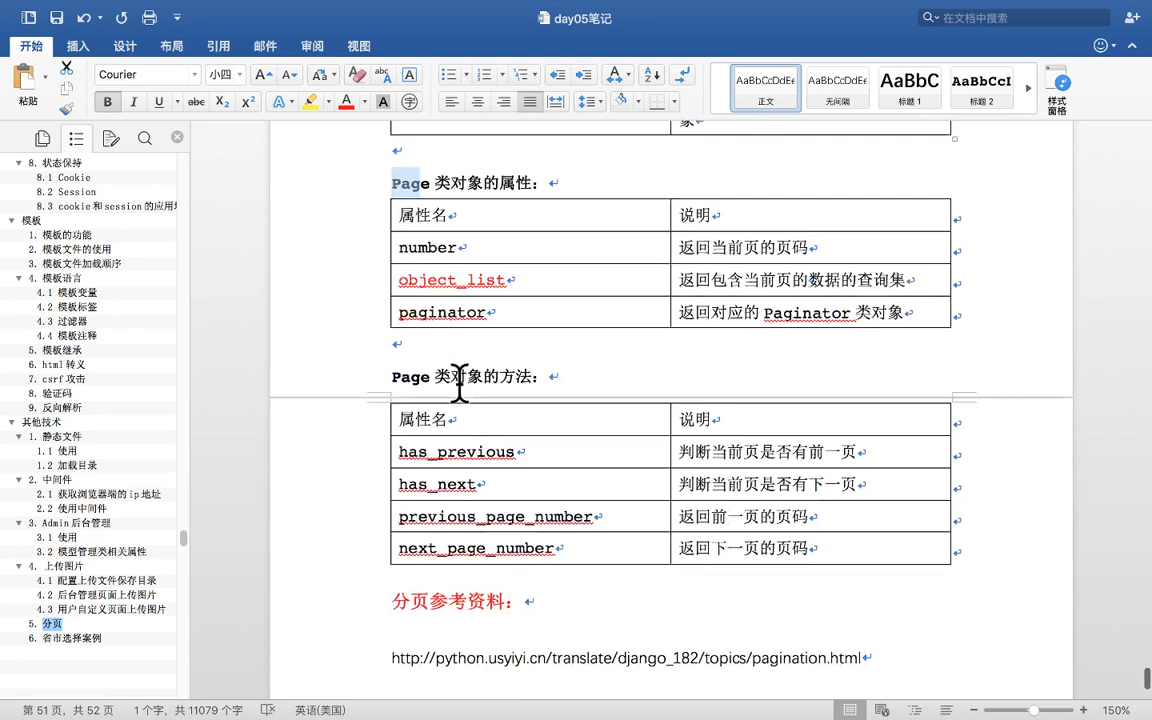 day05笔记
在文档中搜索
开始 插入 设计 布局 引用 邮件 审阅 视图
粘贴
Courier 小四
AaBbCcDdEe 正文
AaBbCcDdEe 无间隔
AaBbC 标题 1
AaBbCcI 标题 2
样式窗格
8. 状态保持
8.1 Cookie
8.2 Session
8.3 cookie和session的应用场
模板
1. 模板的功能
2. 模板文件的使用
3. 模板文件加载顺序
4. 模板语言
4.1 模板变量
4.2 模板标签
4.3 过滤器
4.4 模板注释
5. 模板继承
6. html转义
7. csrf攻击
8. 验证码
9. 反向解析
其他技术
1. 静态文件
1.1 使用
1.2 加载目录
2. 中间件
2.1 获取浏览器端的ip地址
2.2 使用中间件
3. Admin后台管理
3.1 使用
3.2 模型管理类相关属性
4. 上传图片
4.1 配置上传文件保存目录
4.2 后台管理页面上传图片
4.3 用户自定义页面上传图片
5. 分页
6. 省市选择案例
象。
Page 类对象的属性：
属性名 说明
number 返回当前页的页码
object_list 返回包含当前页的数据的查询集
paginator 返回对应的 Paginator 类对象
Page 类对象的方法：
属性名 说明
has_previous 判断当前页是否有前一页
has_next 判断当前页是否有下一页
previous_page_number 返回前一页的页码
next_page_number 返回下一页的页码
分页参考资料：
http://python.usyiyi.cn/translate/django_182/topics/pagination.html
第 51 页，共 52 页 1 个字，共 11079 个字 英语(美国) 150%